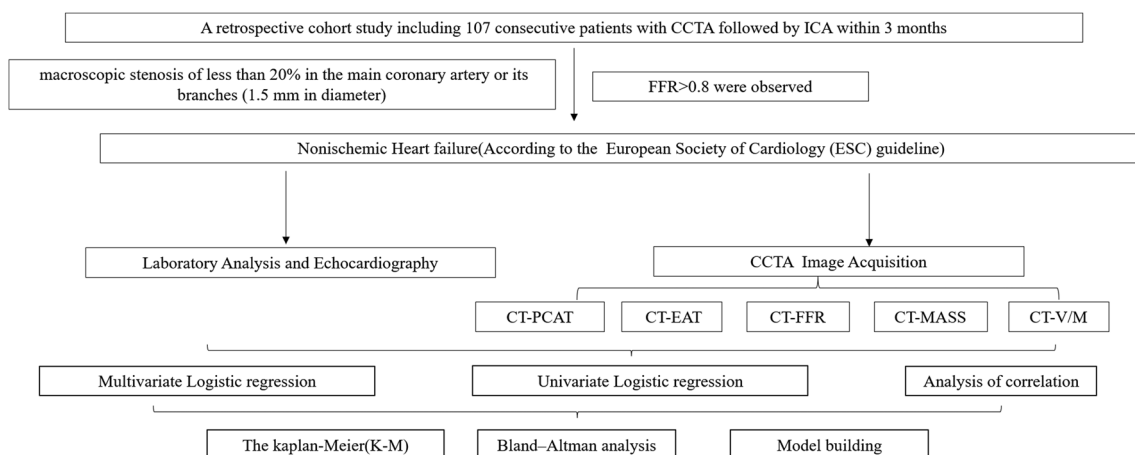 A retrospective cohort study including 107 consecutive patients with CCTA followed by ICA within 3 months
macroscopic stenosis of less than 20% in the main coronary artery or its
branches (1.5 mm in diameter)
FFR>0.8 were observed
Nonischemic Heart failure(According to the European Society of Cardiology (ESC) guideline)
Laboratory Analysis and Echocardiography
CCTA Image Acquisition
CT-PCAT
CT-EAT
CT-FFR
CT-MASS
CT-V/M
Multivariate Logistic regression
Univariate Logistic regression
Analysis of correlation
The kaplan-Meier(K-M)
Bland–Altman analysis
Model building